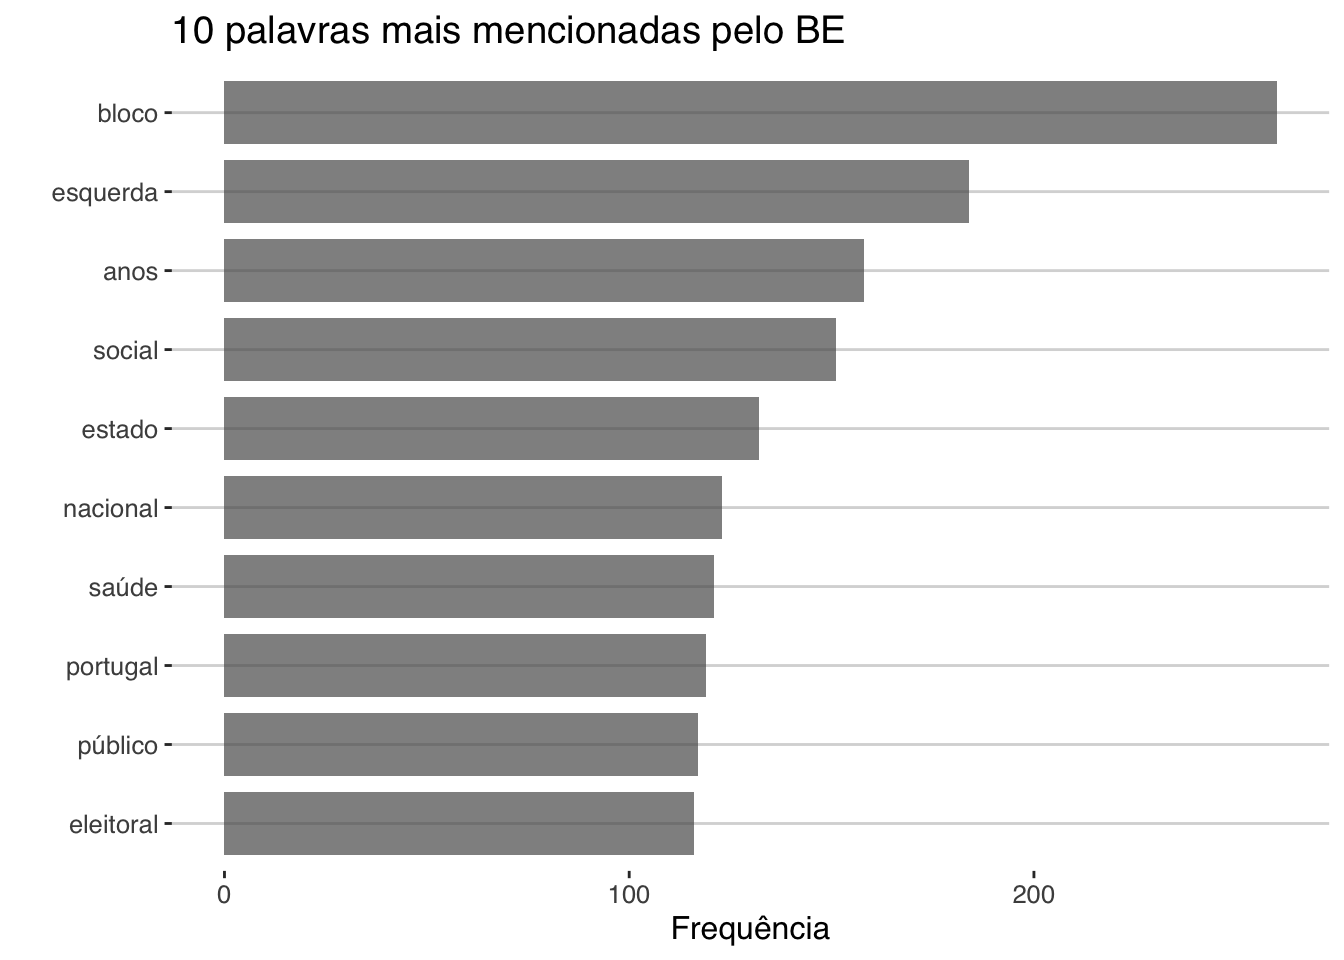 10 palavras mais mencionadas pelo BE
bloco
esquerda
anos
social
estado
nacional
saúde
portugal
público
eleitoral
0 100 200
Frequência